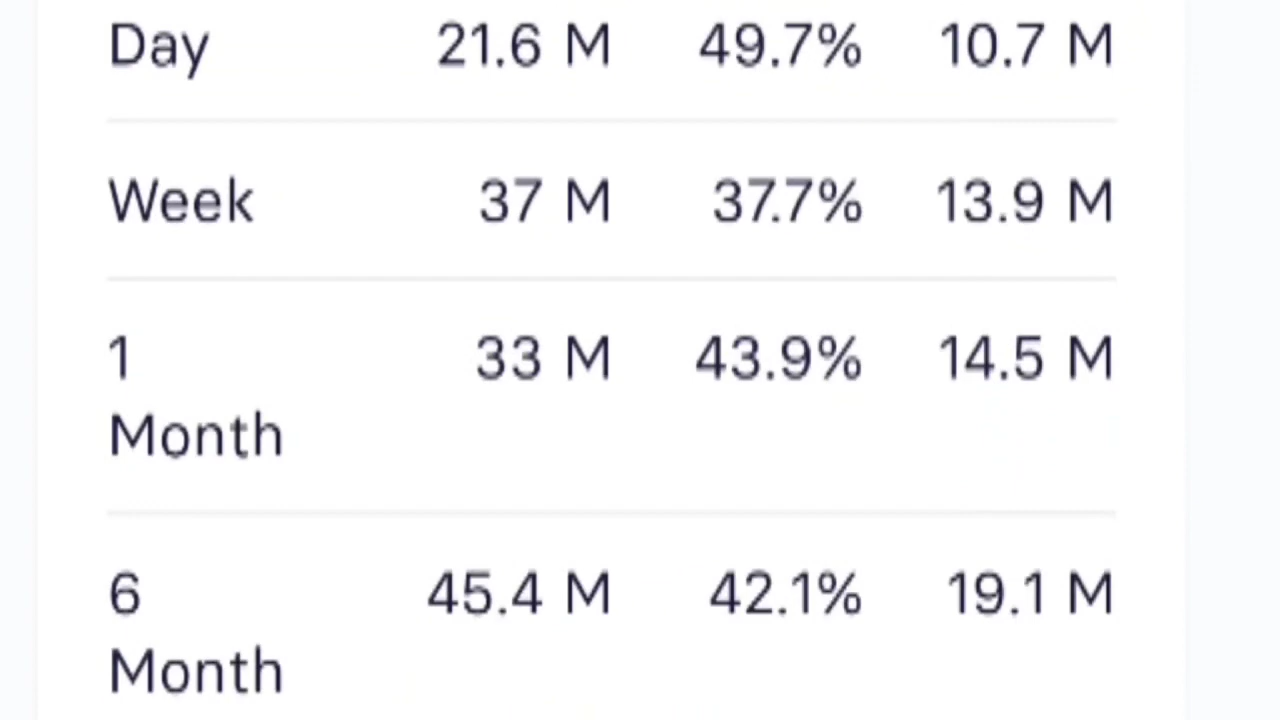 Day 21.6 M 49.7% 10.7 M
Week 37 M 37.7% 13.9 M
1 33 M 43.9% 14.5 M
Month
6 45.4 M 42.1% 19.1 M
Month